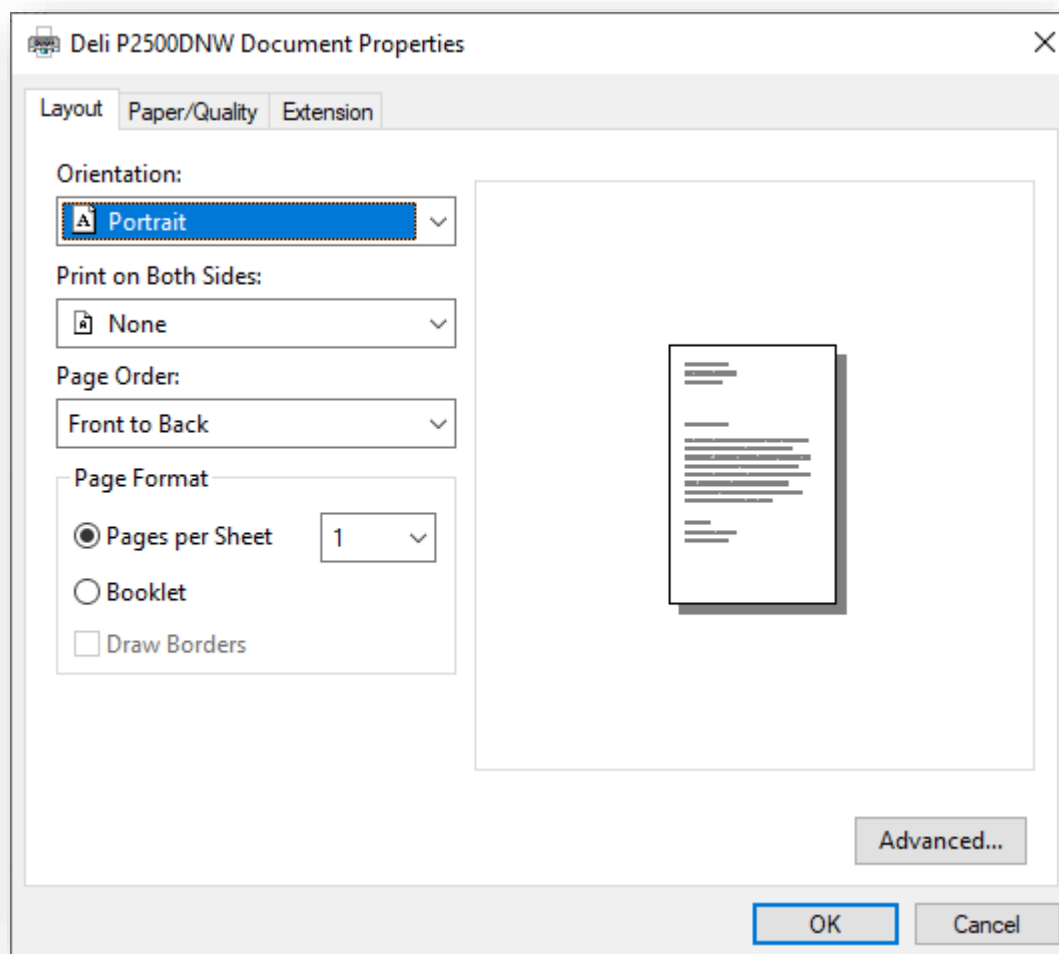 Deli P2500DNW Document Properties
Layout Paper/Quality Extension
Orientation:
A Portrait
Print on Both Sides:
None
Page Order:
Front to Back
Page Format
Pages per Sheet 1
Booklet
Draw Borders
Advanced...
OK Cancel